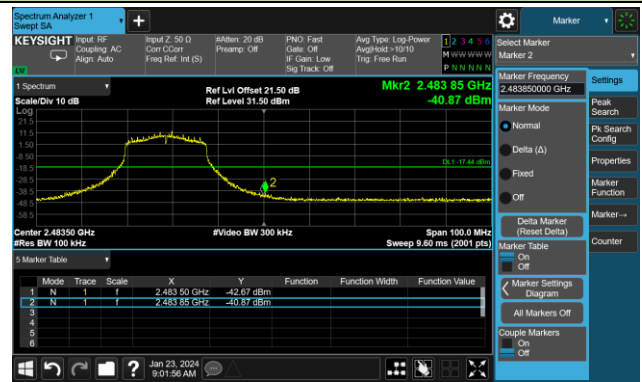 Spectrum Analyzer 1
Swept SA
+
Marker
KEYSIGHT Input: RF Input Z: 50 Ω #Atten: 20 dB PNO: Fast Avg Type: Log-Power 1 2 3 4 5 6
Coupling: AC Corr CCorr Preamp: Off Gate: Off Avg|Hold >10/10 M W W W W W
Align: Auto Freq Ref: Int (S) IF Gain: Low Trig: Free Run
Sig Track: Off P N N N N N
Select Marker
Marker 2
1 Spectrum Ref Lvl Offset 21.50 dB Mkr2 2.483 85 GHz
Scale/Div 10 dB Ref Level 31.50 dBm -40.87 dBm
Log
21.5
11.5
1.50
-8.50
-18.5
-28.5
-38.5
-48.5
-58.5
DL1 -17.44 dBm
2
Center 2.48350 GHz #Video BW 300 kHz Span 100.0 MHz
#Res BW 100 kHz Sweep 9.60 ms (2001 pts)
5 Marker Table
Mode Trace Scale X Y Function Function Width Function Value
1 N 1 f 2.483 50 GHz -42.67 dBm
2 N 1 f 2.483 85 GHz -40.87 dBm
3
4
5
6
Marker Frequency
2.483850000 GHz
Marker Mode
Normal
Delta (Δ)
Fixed
Off
Delta Marker
(Reset Delta)
Marker Table
On
Off
Marker Settings
Diagram
All Markers Off
Couple Markers
On
Off
Settings
Peak
Search
Pk Search
Config
Properties
Marker
Function
Marker→
Counter
?
Jan 23, 2024
9:01:56 AM